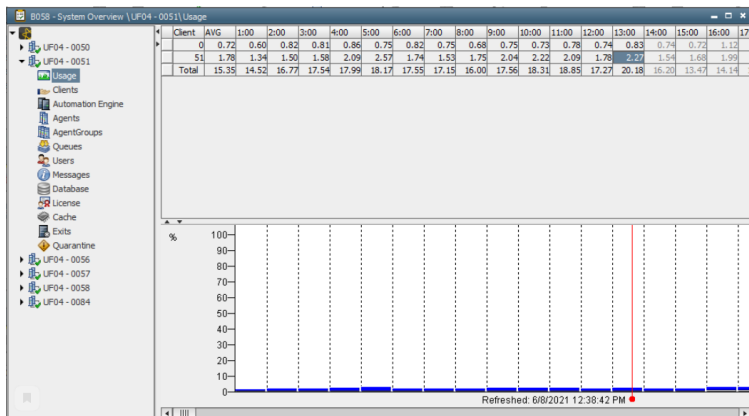 B058 - System Overview \ UF04 - 0051\Usage
UF04 - 0050
UF04 - 0051
Usage
Clients
Automation Engine
Agents
AgentGroups
Queues
Users
Messages
Database
License
Cache
Exits
Quarantine
UF04 - 0056
UF04 - 0057
UF04 - 0058
UF04 - 0084
Client AVG 1:00 2:00 3:00 4:00 5:00 6:00 7:00 8:00 9:00 10:00 11:00 12:00 13:00 14:00 15:00 16:00 17
0 0.72 0.60 0.82 0.81 0.86 0.75 0.82 0.75 0.68 0.75 0.73 0.78 0.74 0.83 0.74 0.72 1.12
51 1.78 1.34 1.50 1.58 2.09 2.57 1.74 1.53 1.75 2.04 2.22 2.09 1.78 2.27 1.54 1.68 1.99
Total 15.35 14.52 16.77 17.54 17.99 18.17 17.55 17.15 16.00 17.56 18.31 18.85 17.27 20.18 16.20 13.47 14.14
%
100
90
80
70
60
50
40
30
20
10
0
Refreshed: 6/8/2021 12:38:42 PM